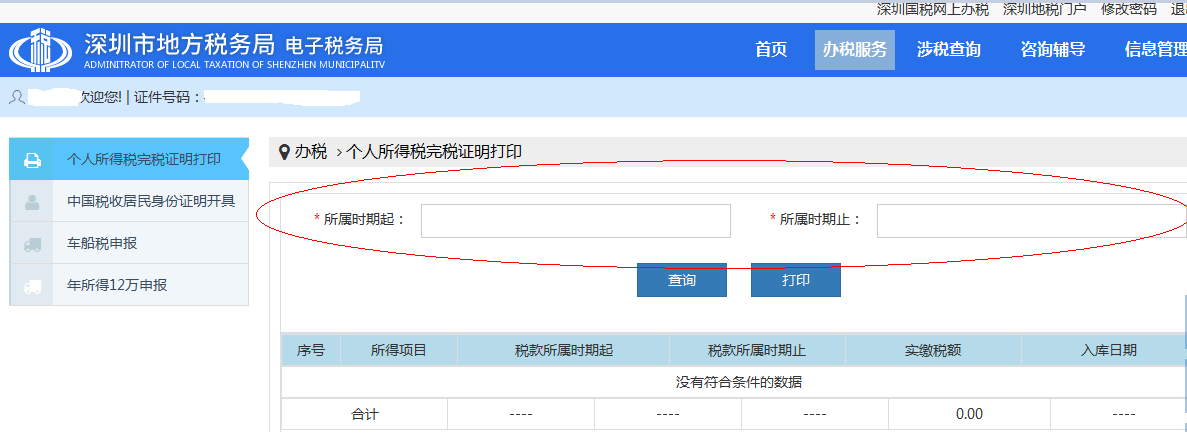 深圳国税网上办税 深圳地税门户 修改密码
深圳市地方税务局 电子税务局
ADMINITRATOR OF LOCAL TAXATION OF SHENZHEN MUNICIPALITV
首页 办税服务 涉税查询 咨询辅导 信息管理
欢迎您! | 证件号码：
个人所得税完税证明打印
中国税收居民身份证明开具
车船税申报
年所得12万申报
办税 › 个人所得税完税证明打印
* 所属时期起： * 所属时期止：
查询 打印
序号 所得项目 税款所属时期起 税款所属时期止 实缴税额 入库日期
没有符合条件的数据
合计 ---- ---- ---- 0.00 ----